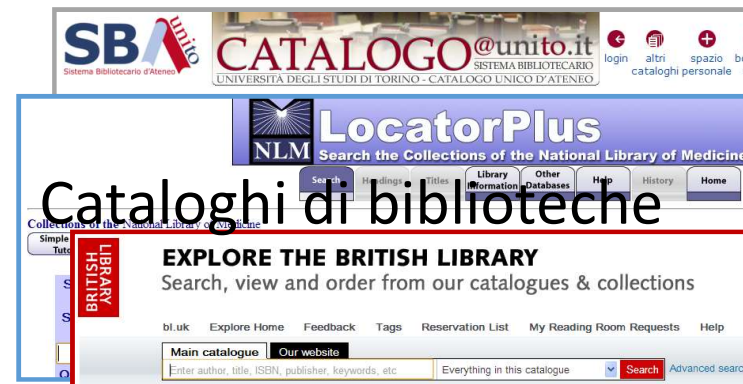 SBA unito
Sistema Bibliotecario d'Ateneo
CATALOGO@unito.it
SISTEMA BIBLIOTECARIO
UNIVERSITÀ DEGLI STUDI DI TORINO - CATALOGO UNICO D'ATENEO
login altri cataloghi spazio personale
NLM
LocatorPlus
Search the Collections of the National Library of Medicine
Search Headings Titles Library Information Other Databases Help History Home
Cataloghi di biblioteche
Collections of the National Library of Medicine
Simple
BRITISH LIBRARY
EXPLORE THE BRITISH LIBRARY
Search, view and order from our catalogues & collections
bl.uk Explore Home Feedback Tags Reservation List My Reading Room Requests Help
Main catalogue Our website
Enter author, title, ISBN, publisher, keywords, etc Everything in this catalogue Search Advanced